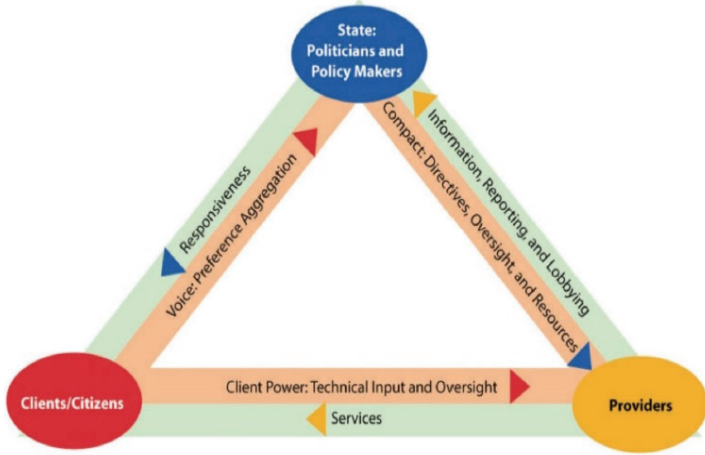 State:
Politicians and
Policy Makers
Responsiveness
Voice: Preference Aggregation
Information, Reporting, and Lobbying
Compact: Directives, Oversight, and Resources
Clients/Citizens
Client Power: Technical Input and Oversight
Services
Providers